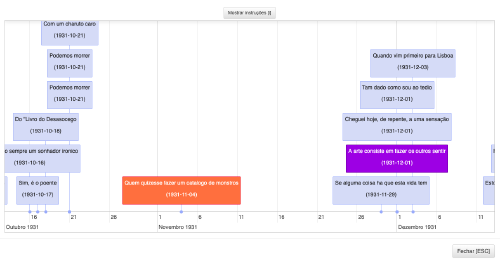 Mostrar instruções [I]
Com um charuto caro
(1931-10-21)
Podemos morrer
(1931-10-21)
Podemos morrer
(1931-10-21)
Do "Livro do Desassocego
(1931-10-18)
o sempre um sonhador ironico
(1931-10-16)
Sim, é o poente
(1931-10-17)
Quem quizesse fazer um catalogo de monstros
(1931-11-04)
Quando vim primeiro para Lisboa
(1931-12-03)
Tam dado como sou ao tedio
(1931-12-01)
Cheguei hoje, de repente, a uma sensação
(1931-12-01)
A arte consiste em fazer os outros sentir
(1931-12-01)
Se alguma coisa ha que esta vida tem
(1931-11-29)
Esto
16 21 26 1 6 11 16 21 26 1 6 11
Outubro 1931 Novembro 1931 Dezembro 1931
Fechar [ESC]